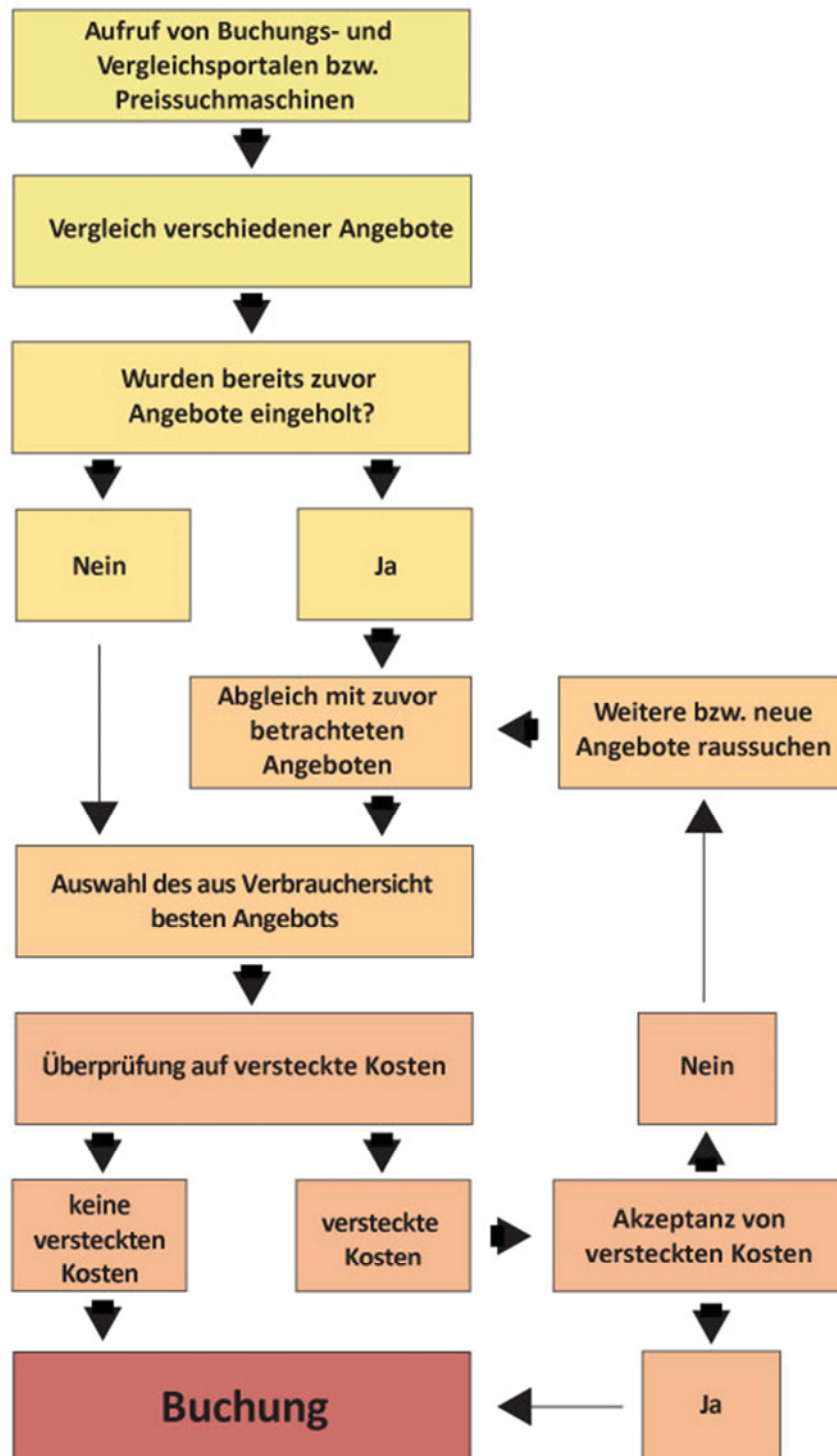 Aufruf von Buchungs- und
Vergleichsportalen bzw.
Preissuchmaschinen
Vergleich verschiedener Angebote
Wurden bereits zuvor
Angebote eingeholt?
Nein
Ja
Abgleich mit zuvor
betrachteten
Angeboten
Weitere bzw. neue
Angebote raussuchen
Auswahl des aus Verbrauchersicht
besten Angebots
Überprüfung auf versteckte Kosten
Nein
keine
versteckten
Kosten
versteckte
Kosten
Akzeptanz von
versteckten Kosten
Buchung
Ja